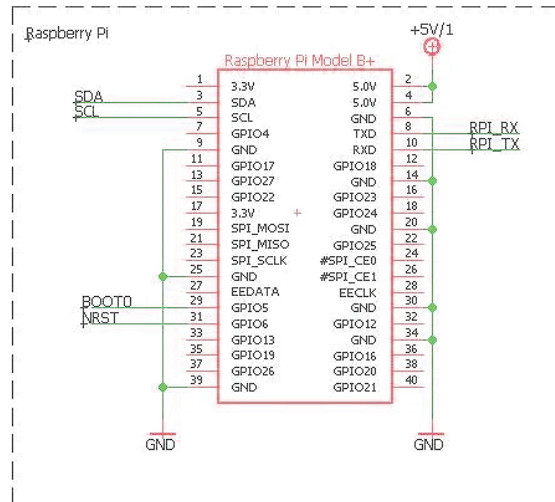 Raspberry Pi
+5V/1
Raspberry Pi Model B+
1 3.3V 5.0V 2
SDA 3 SDA 5.0V 4
SCL 5 SCL GND 6
7 GPIO4 TXD 8 RPI_RX
9 GND RXD 10 RPI_TX
11 GPIO17 GPIO18 12
13 GPIO27 GND 14
15 GPIO22 GPIO23 16
17 3.3V GPIO24 18
19 SPI_MOSI GND 20
21 SPI_MISO GPIO25 22
23 SPI_SCLK #SPI_CE0 24
25 GND #SPI_CE1 26
27 EEDATA EECLK 28
BOOT0 29 GPIO5 GND 30
NRST 31 GPIO6 GPIO12 32
33 GPIO13 GND 34
35 GPIO19 GPIO16 36
37 GPIO26 GPIO20 38
39 GND GPIO21 40
GND GND